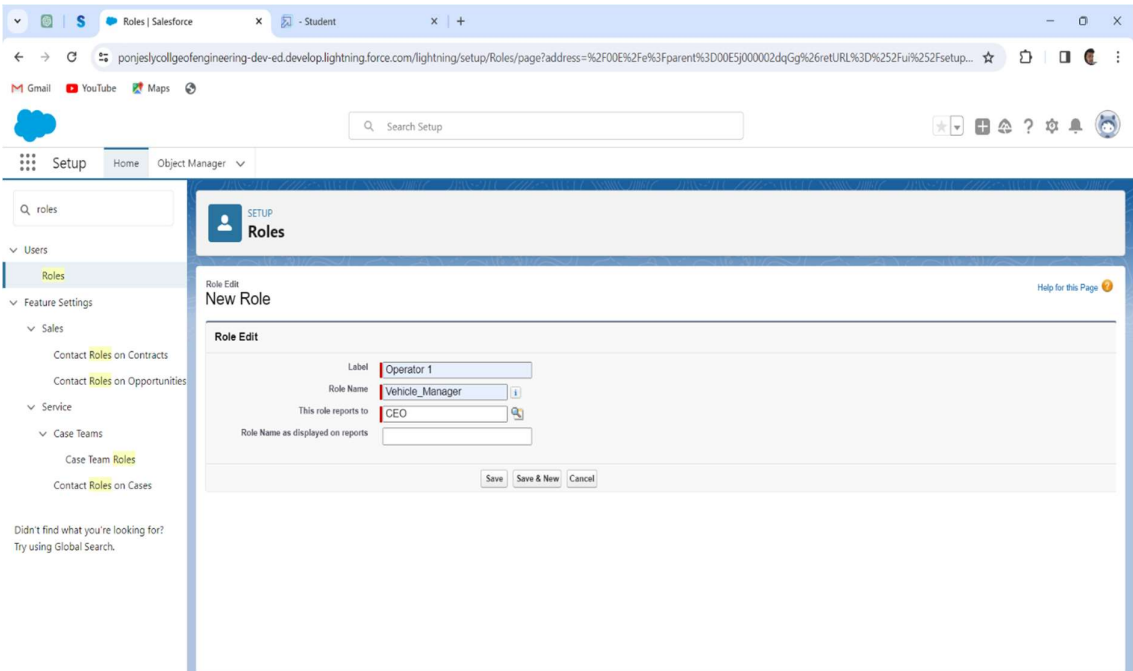 Roles | Salesforce
- Student
ponjeslycollgeofengineering-dev-ed.develop.lightning.force.com/lightning/setup/Roles/page?address=%2F00E%2Fe%3Fparent%3D00E5j000002dqGg%26retURL%3D%252Fui%252Fsetup...
Gmail YouTube Maps
Search Setup
Setup Home Object Manager
roles
SETUP
Roles
Users
Roles
Feature Settings
Sales
Contact Roles on Contracts
Contact Roles on Opportunities
Service
Case Teams
Case Team Roles
Contact Roles on Cases
Didn't find what you're looking for?
Try using Global Search.
Role Edit
New Role
Help for this Page
Role Edit
Label Operator 1
Role Name Vehicle_Manager
This role reports to CEO
Role Name as displayed on reports
Save Save & New Cancel